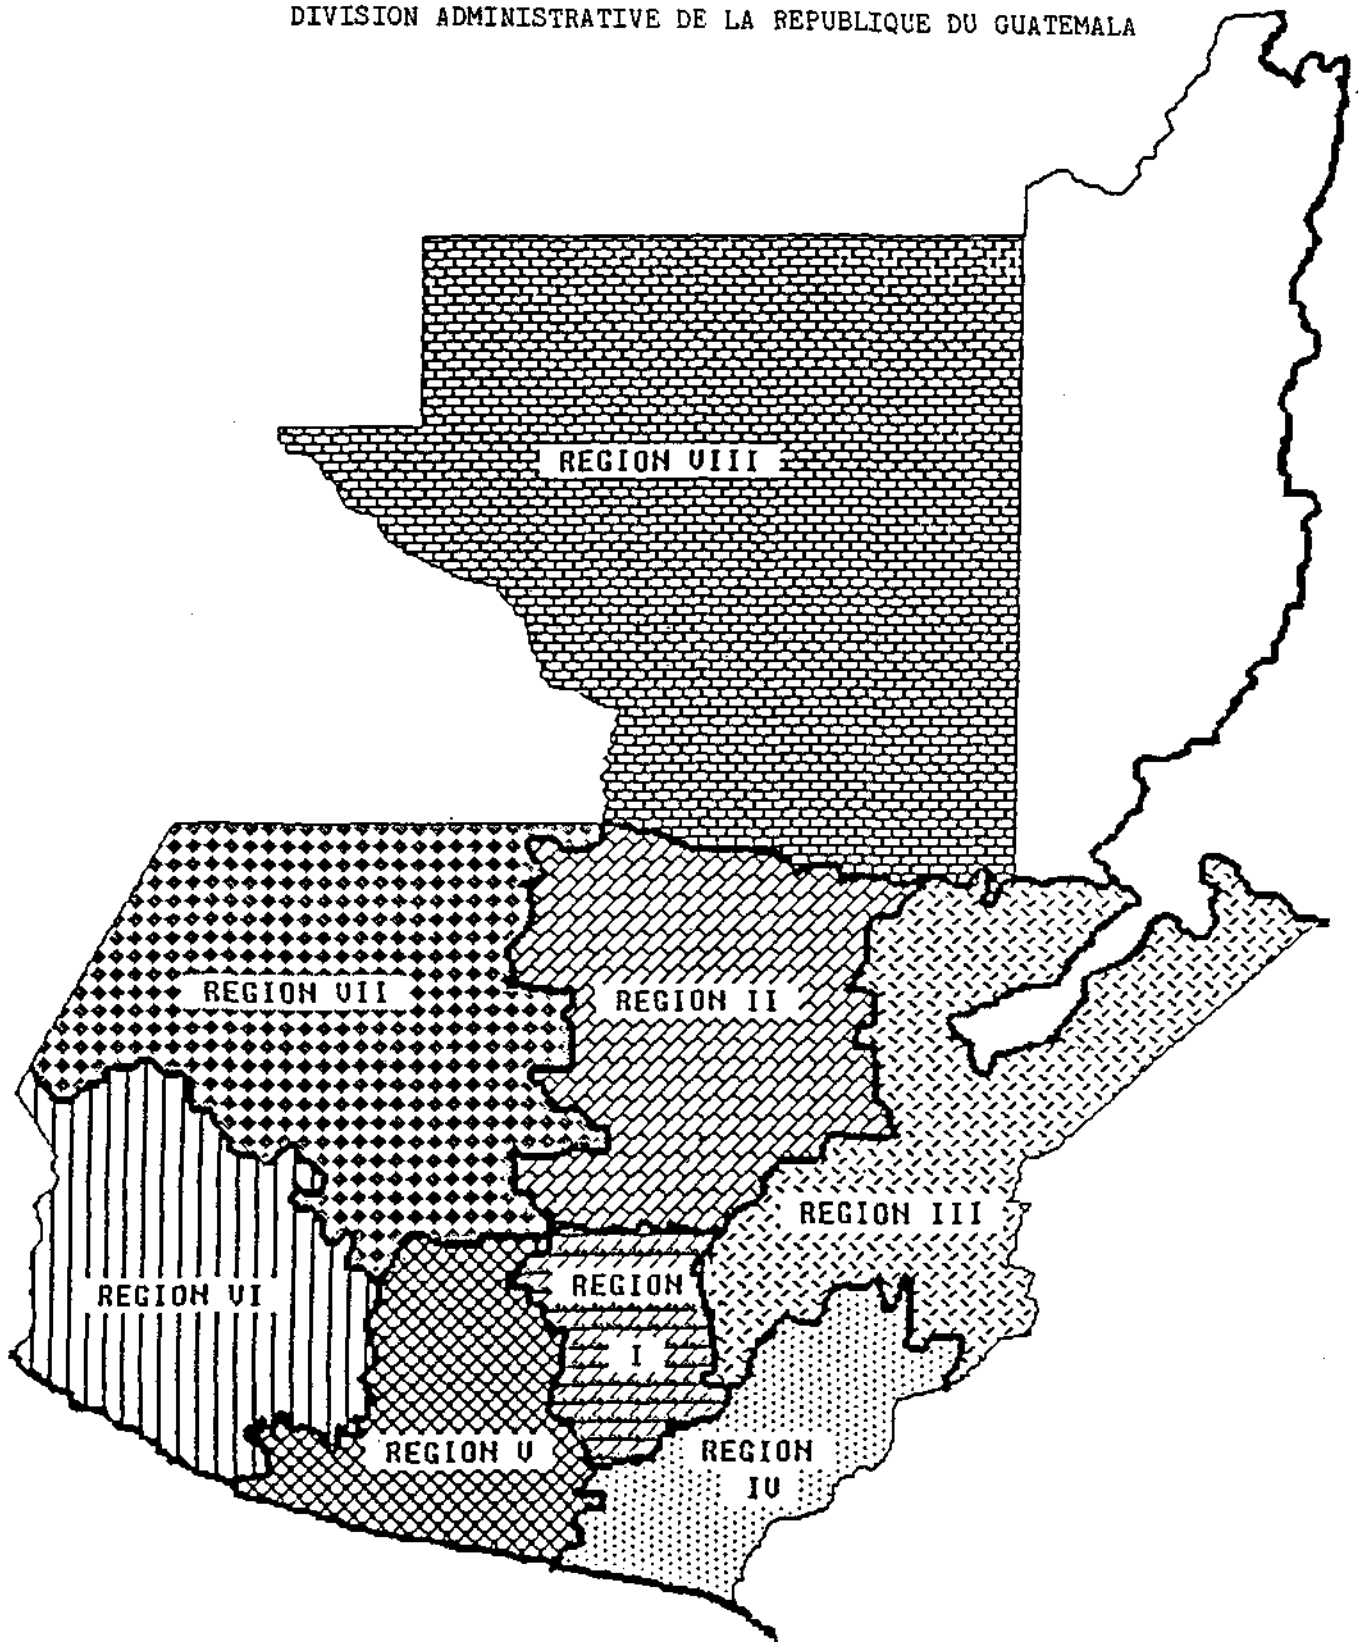 DIVISION ADMINISTRATIVE DE LA REPUBLIQUE DU GUATEMALA
REGION VIII
REGION VII
REGION II
REGION III
REGION VI
REGION
I
REGION V
REGION
IV